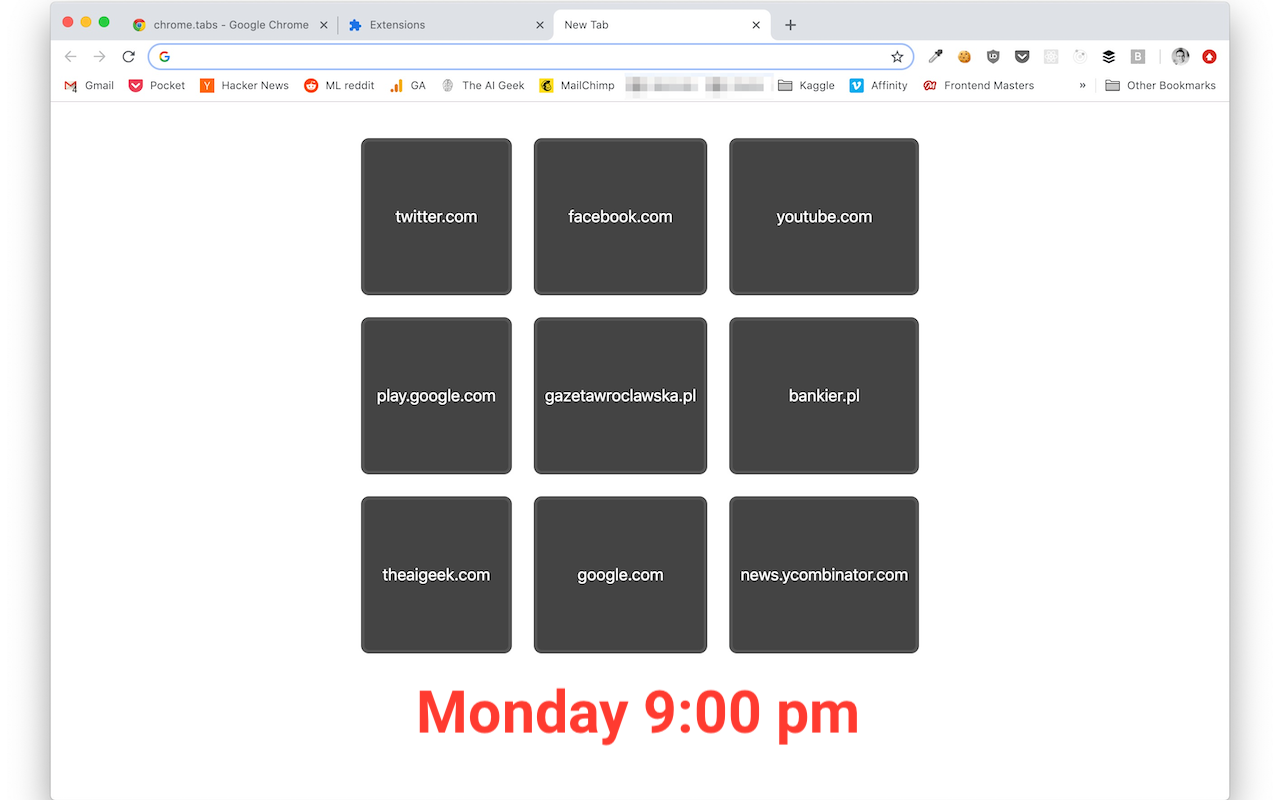 chrome.tabs - Google Chrome
Extensions
New Tab
Gmail Pocket Hacker News ML reddit GA The AI Geek MailChimp Kaggle Affinity Frontend Masters » Other Bookmarks
twitter.com facebook.com youtube.com
play.google.com gazetawroclawska.pl bankier.pl
theaigeek.com google.com news.ycombinator.com
Monday 9:00 pm